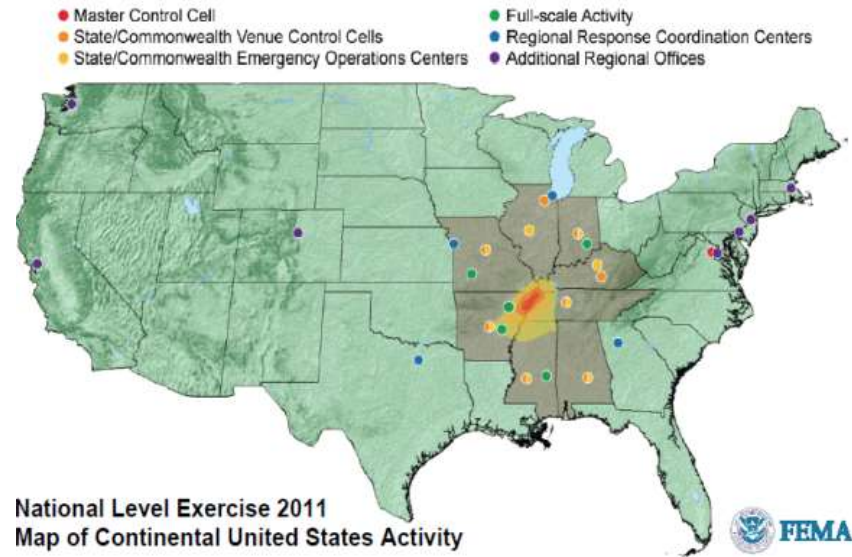 Master Control Cell
State/Commonwealth Venue Control Cells
State/Commonwealth Emergency Operations Centers
Full-scale Activity
Regional Response Coordination Centers
Additional Regional Offices
National Level Exercise 2011
Map of Continental United States Activity
FEMA